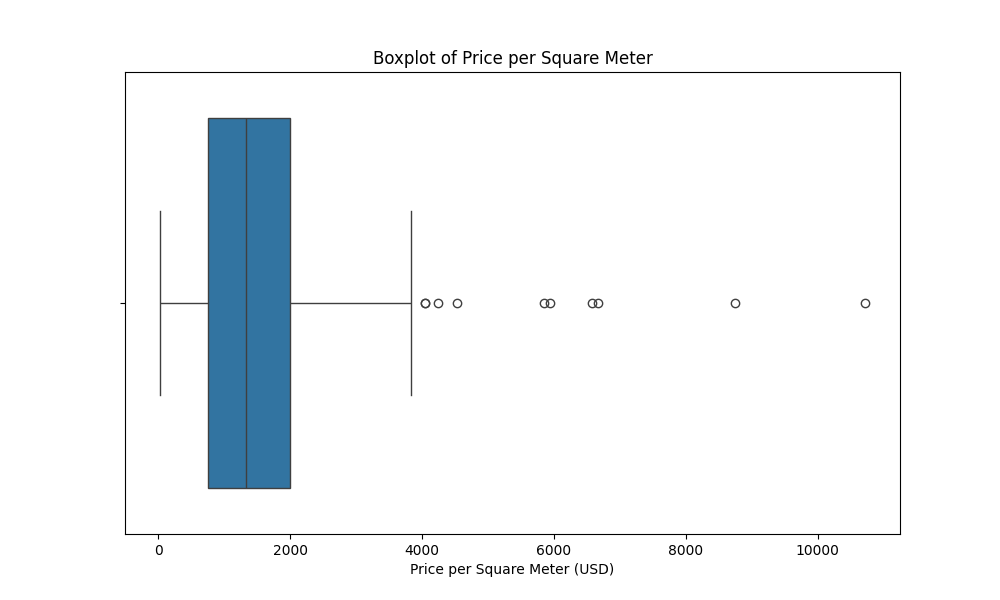 Boxplot of Price per Square Meter
0 2000 4000 6000 8000 10000
Price per Square Meter (USD)